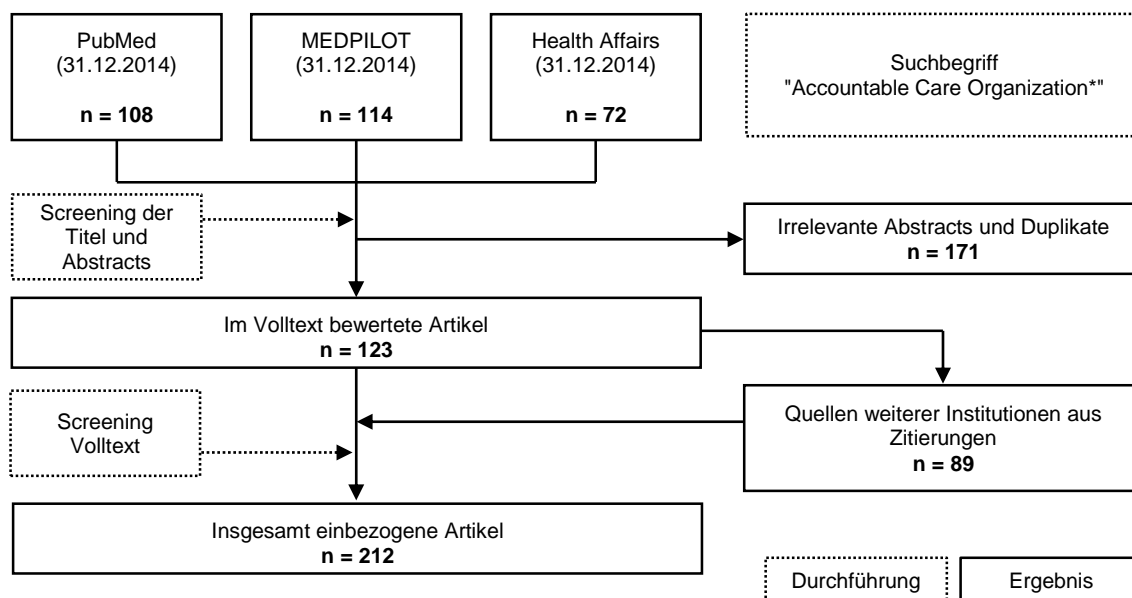 PubMed
(31.12.2014)
n = 108
MEDPILOT
(31.12.2014)
n = 114
Health Affairs
(31.12.2014)
n = 72
Suchbegriff
"Accountable Care Organization*"
Screening der
Titel und
Abstracts
Irrelevante Abstracts und Duplikate
n = 171
Im Volltext bewertete Artikel
n = 123
Screening
Volltext
Quellen weiterer Institutionen aus
Zitierungen
n = 89
Insgesamt einbezogene Artikel
n = 212
Durchführung
Ergebnis